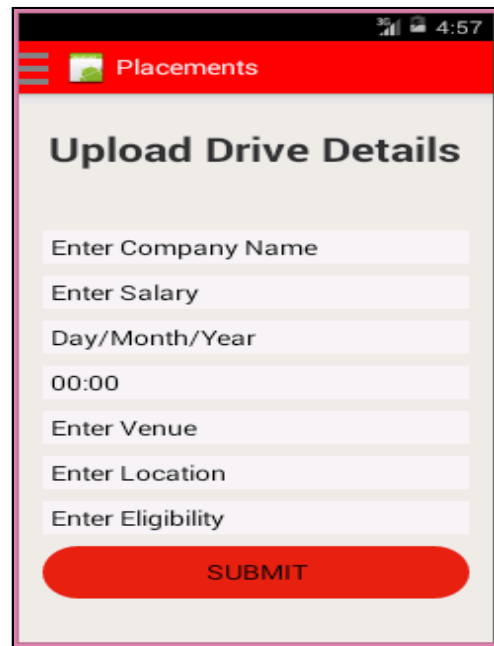 3G 4:57
Placements
Upload Drive Details
Enter Company Name
Enter Salary
Day/Month/Year
00:00
Enter Venue
Enter Location
Enter Eligibility
SUBMIT